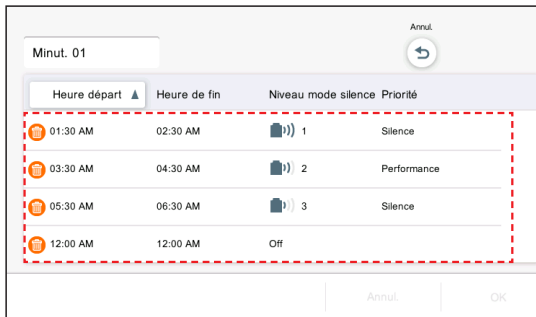 Annul.
Minut. 01
Heure départ Heure de fin Niveau mode silence Priorité
01:30 AM 02:30 AM 1 Silence
03:30 AM 04:30 AM 2 Performance
05:30 AM 06:30 AM 3 Silence
12:00 AM 12:00 AM Off
Annul. OK